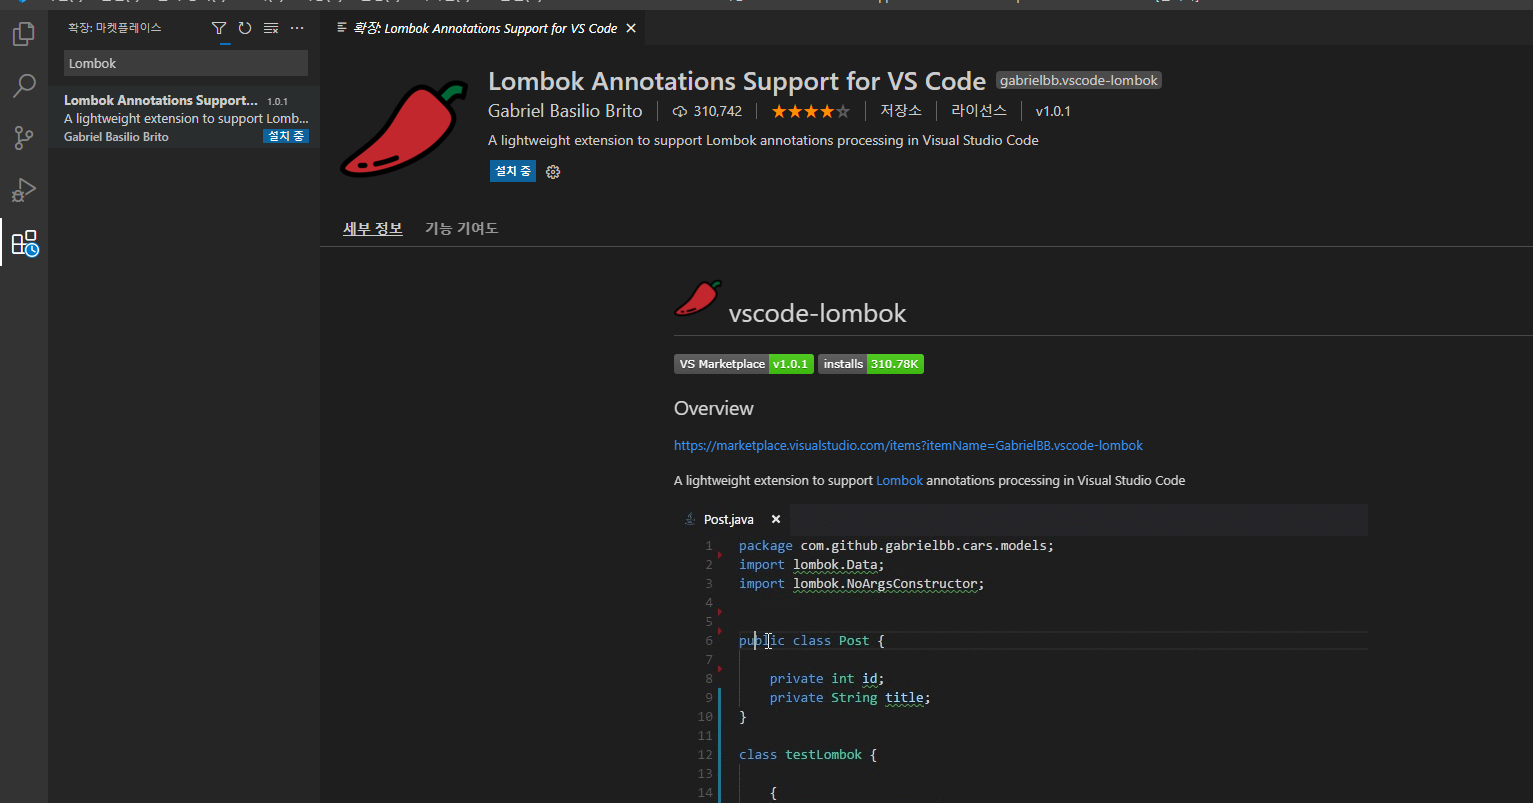 확장: 마켓플레이스
Lombok
Lombok Annotations Support... 1.0.1
A lightweight extension to support Lomb...
Gabriel Basilio Brito 설치 중
확장: Lombok Annotations Support for VS Code
Lombok Annotations Support for VS Code gabrielbb.vscode-lombok
Gabriel Basilio Brito 310,742 저장소 라이선스 v1.0.1
A lightweight extension to support Lombok annotations processing in Visual Studio Code
설치 중
세부 정보 기능 기여도
vscode-lombok
VS Marketplace v1.0.1 installs 310.78K
Overview
https://marketplace.visualstudio.com/items?itemName=GabrielBB.vscode-lombok
A lightweight extension to support Lombok annotations processing in Visual Studio Code
Post.java
1 package com.github.gabrielbb.cars.models;
2 import lombok.Data;
3 import lombok.NoArgsConstructor;
4
5
6 public class Post {
7
8 private int id;
9 private String title;
10 }
11
12 class testLombok {
13
14 {